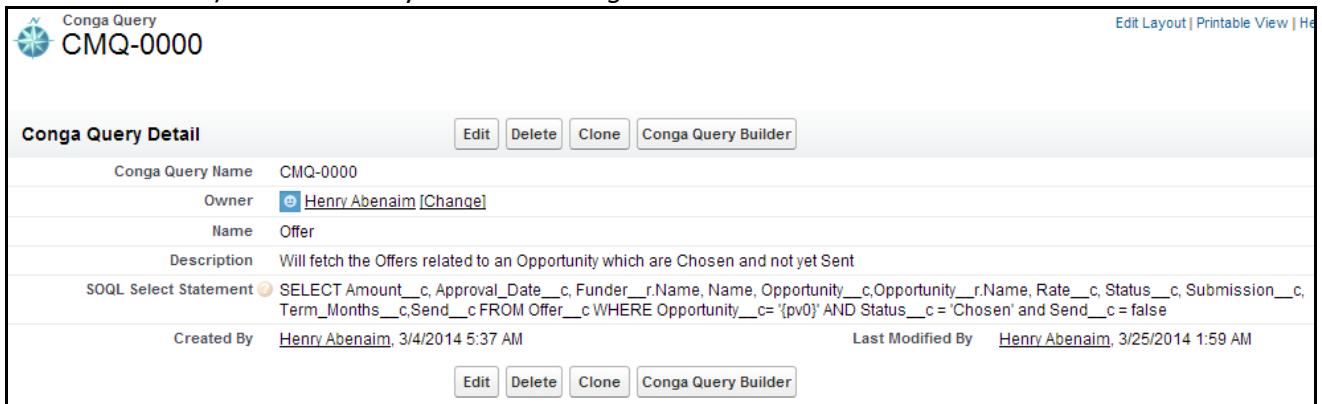 Conga Query
CMQ-0000
Edit Layout | Printable View |
Conga Query Detail
Edit Delete Clone Conga Query Builder
Conga Query Name CMQ-0000
Owner Henry Abenaim [Change]
Name Offer
Description Will fetch the Offers related to an Opportunity which are Chosen and not yet Sent
SOQL Select Statement SELECT Amount__c, Approval_Date__c, Funder__r.Name, Name, Opportunity__c,Opportunity__r.Name, Rate__c, Status__c, Submission__c,
Term_Months__c,Send__c FROM Offer__c WHERE Opportunity__c= '{pv0}' AND Status__c = 'Chosen' and Send__c = false
Created By Henry Abenaim, 3/4/2014 5:37 AM Last Modified By Henry Abenaim, 3/25/2014 1:59 AM
Edit Delete Clone Conga Query Builder